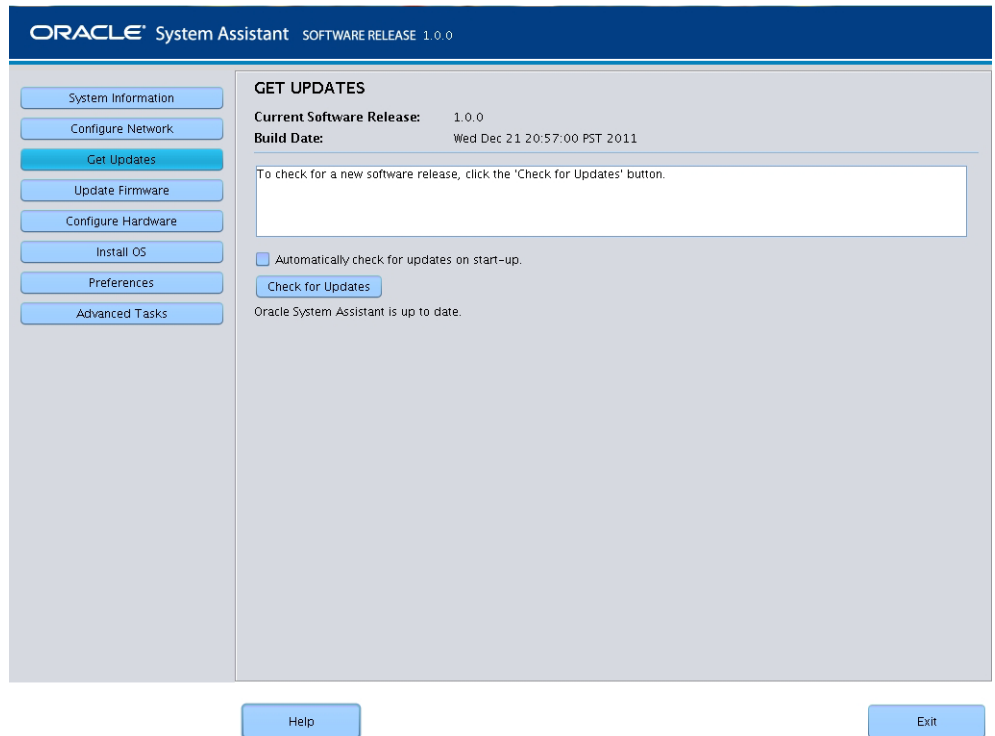 ORACLE System Assistant SOFTWARE RELEASE 1.0.0
System Information
Configure Network
Get Updates
Update Firmware
Configure Hardware
Install OS
Preferences
Advanced Tasks
GET UPDATES
Current Software Release: 1.0.0
Build Date: Wed Dec 21 20:57:00 PST 2011
To check for a new software release, click the 'Check for Updates' button.
Automatically check for updates on start-up.
Check for Updates
Oracle System Assistant is up to date.
Help
Exit